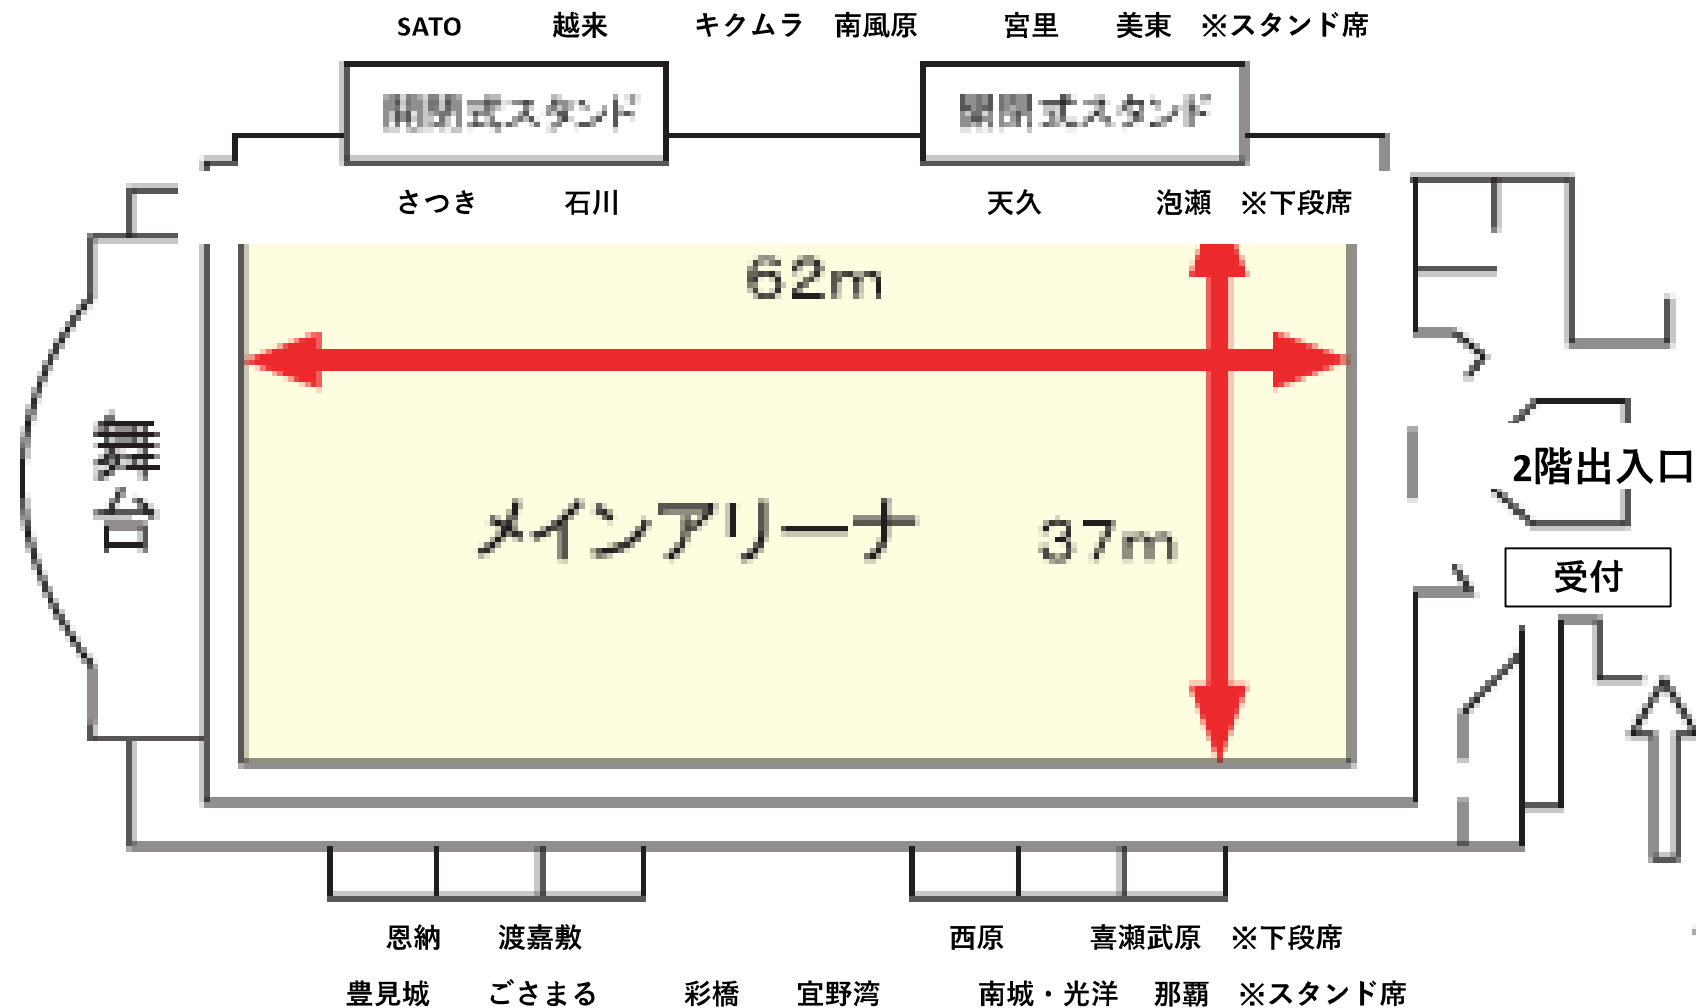 SATO 越来 キクムラ 南風原 宮里 美東 ※スタンド席
開閉式スタンド 開閉式スタンド
さつき 石川 天久 泡瀬 ※下段席
62m
舞台
2階出入口
メインアリーナ 37m
受付
恩納 渡嘉敷 西原 喜瀬武原 ※下段席
豊見城 ごさまる 彩橋 宜野湾 南城・光洋 那覇 ※スタンド席